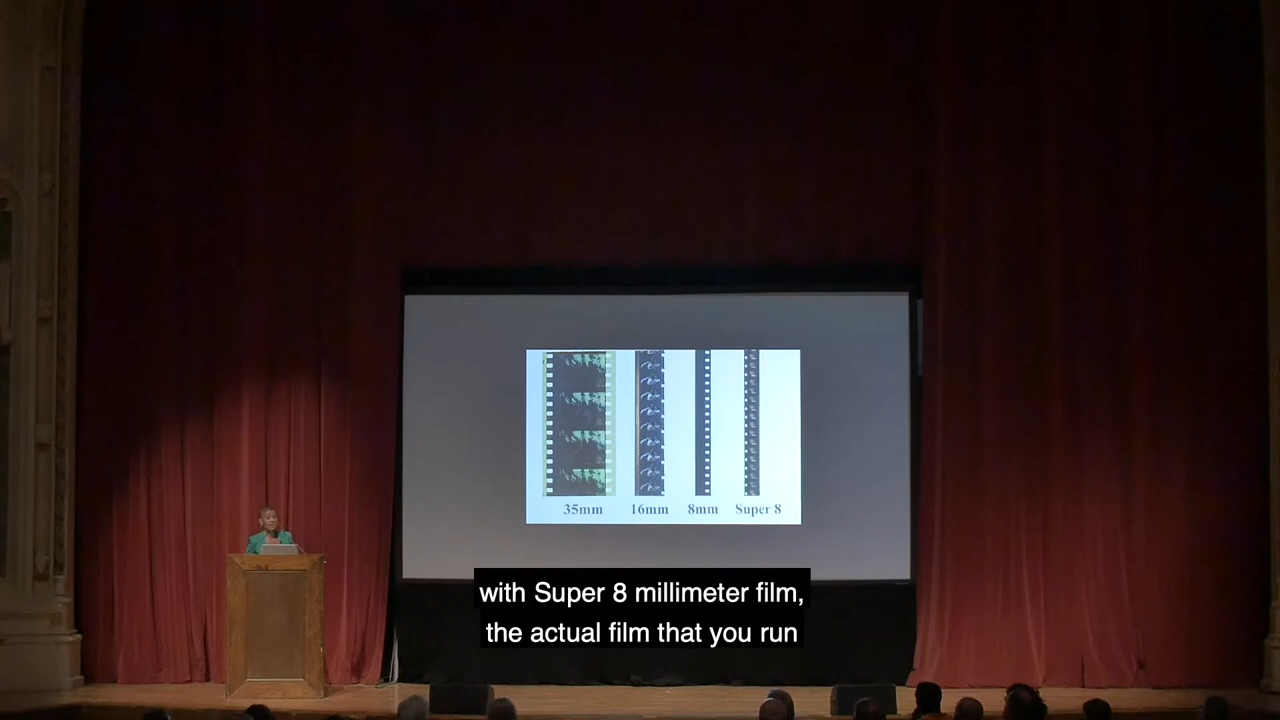 35mm 16mm 8mm Super 8
with Super 8 millimeter film,
the actual film that you run